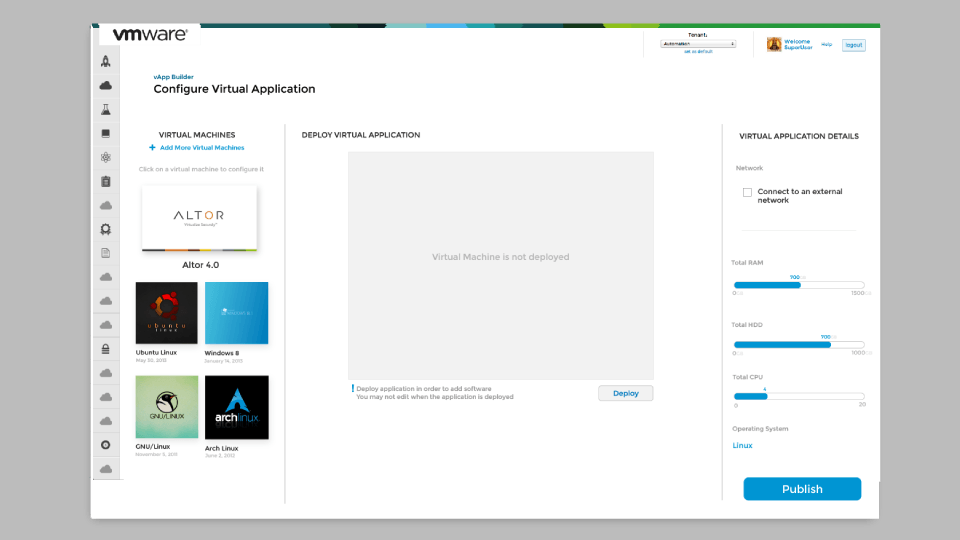 vmware®
Tenant:
Automation
set as default
Welcome
SuperUser
Help
logout
vApp Builder
Configure Virtual Application
VIRTUAL MACHINES
+ Add More Virtual Machines
Click on a virtual machine to configure it
ALTOR
Virtualize Securely™
Altor 4.0
ubuntu
linux
Ubuntu Linux
May 30, 2013
Windows 8
January 14, 2013
GNU/LINUX
GNU/Linux
November 5, 2013
archlinux
Arch Linux
June 2, 2012
DEPLOY VIRTUAL APPLICATION
Virtual Machine is not deployed
! Deploy application in order to add software
You may not edit when the application is deployed
Deploy
VIRTUAL APPLICATION DETAILS
Network
Connect to an external
network
Total RAM
700
0
1300
Total HDD
700
0
1000
Total CPU
4
0
20
Operating System
Linux
Publish